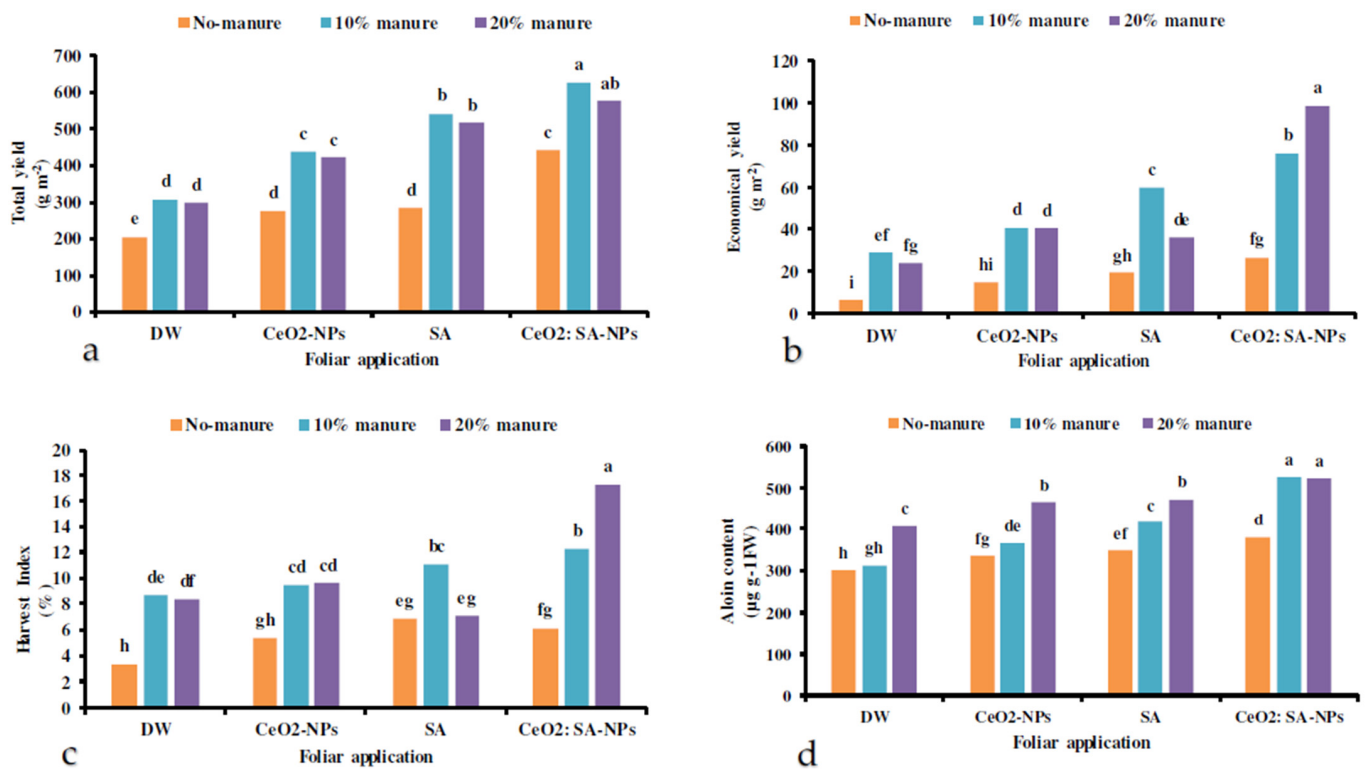 No-manure 10% manure 20% manure
Total yield
(g m-2)
700
600
500
400
300
200
100
0
e d d
d c c
d b b
c a ab
DW CeO2-NPs SA CeO2: SA-NPs
Foliar application
a
No-manure 10% manure 20% manure
Economical yield
(g m-2)
120
100
80
60
40
20
0
i ef fg
hi d d
gh c de
fg b a
DW CeO2-NPs SA CeO2: SA-NPs
Foliar application
b
No-manure 10% manure 20% manure
Harvest Index
(%)
20
18
16
14
12
10
8
6
4
2
0
h de df
gh cd cd
eg bc eg
fg b a
DW CeO2-NPs SA CeO2: SA-NPs
Foliar application
c
No-manure 10% manure 20% manure
Aloin content
(µg g-1FW)
600
500
400
300
200
100
0
h gh c
fg de b
ef c b
d a a
DW CeO2-NPs SA CeO2: SA-NPs
Foliar application
d